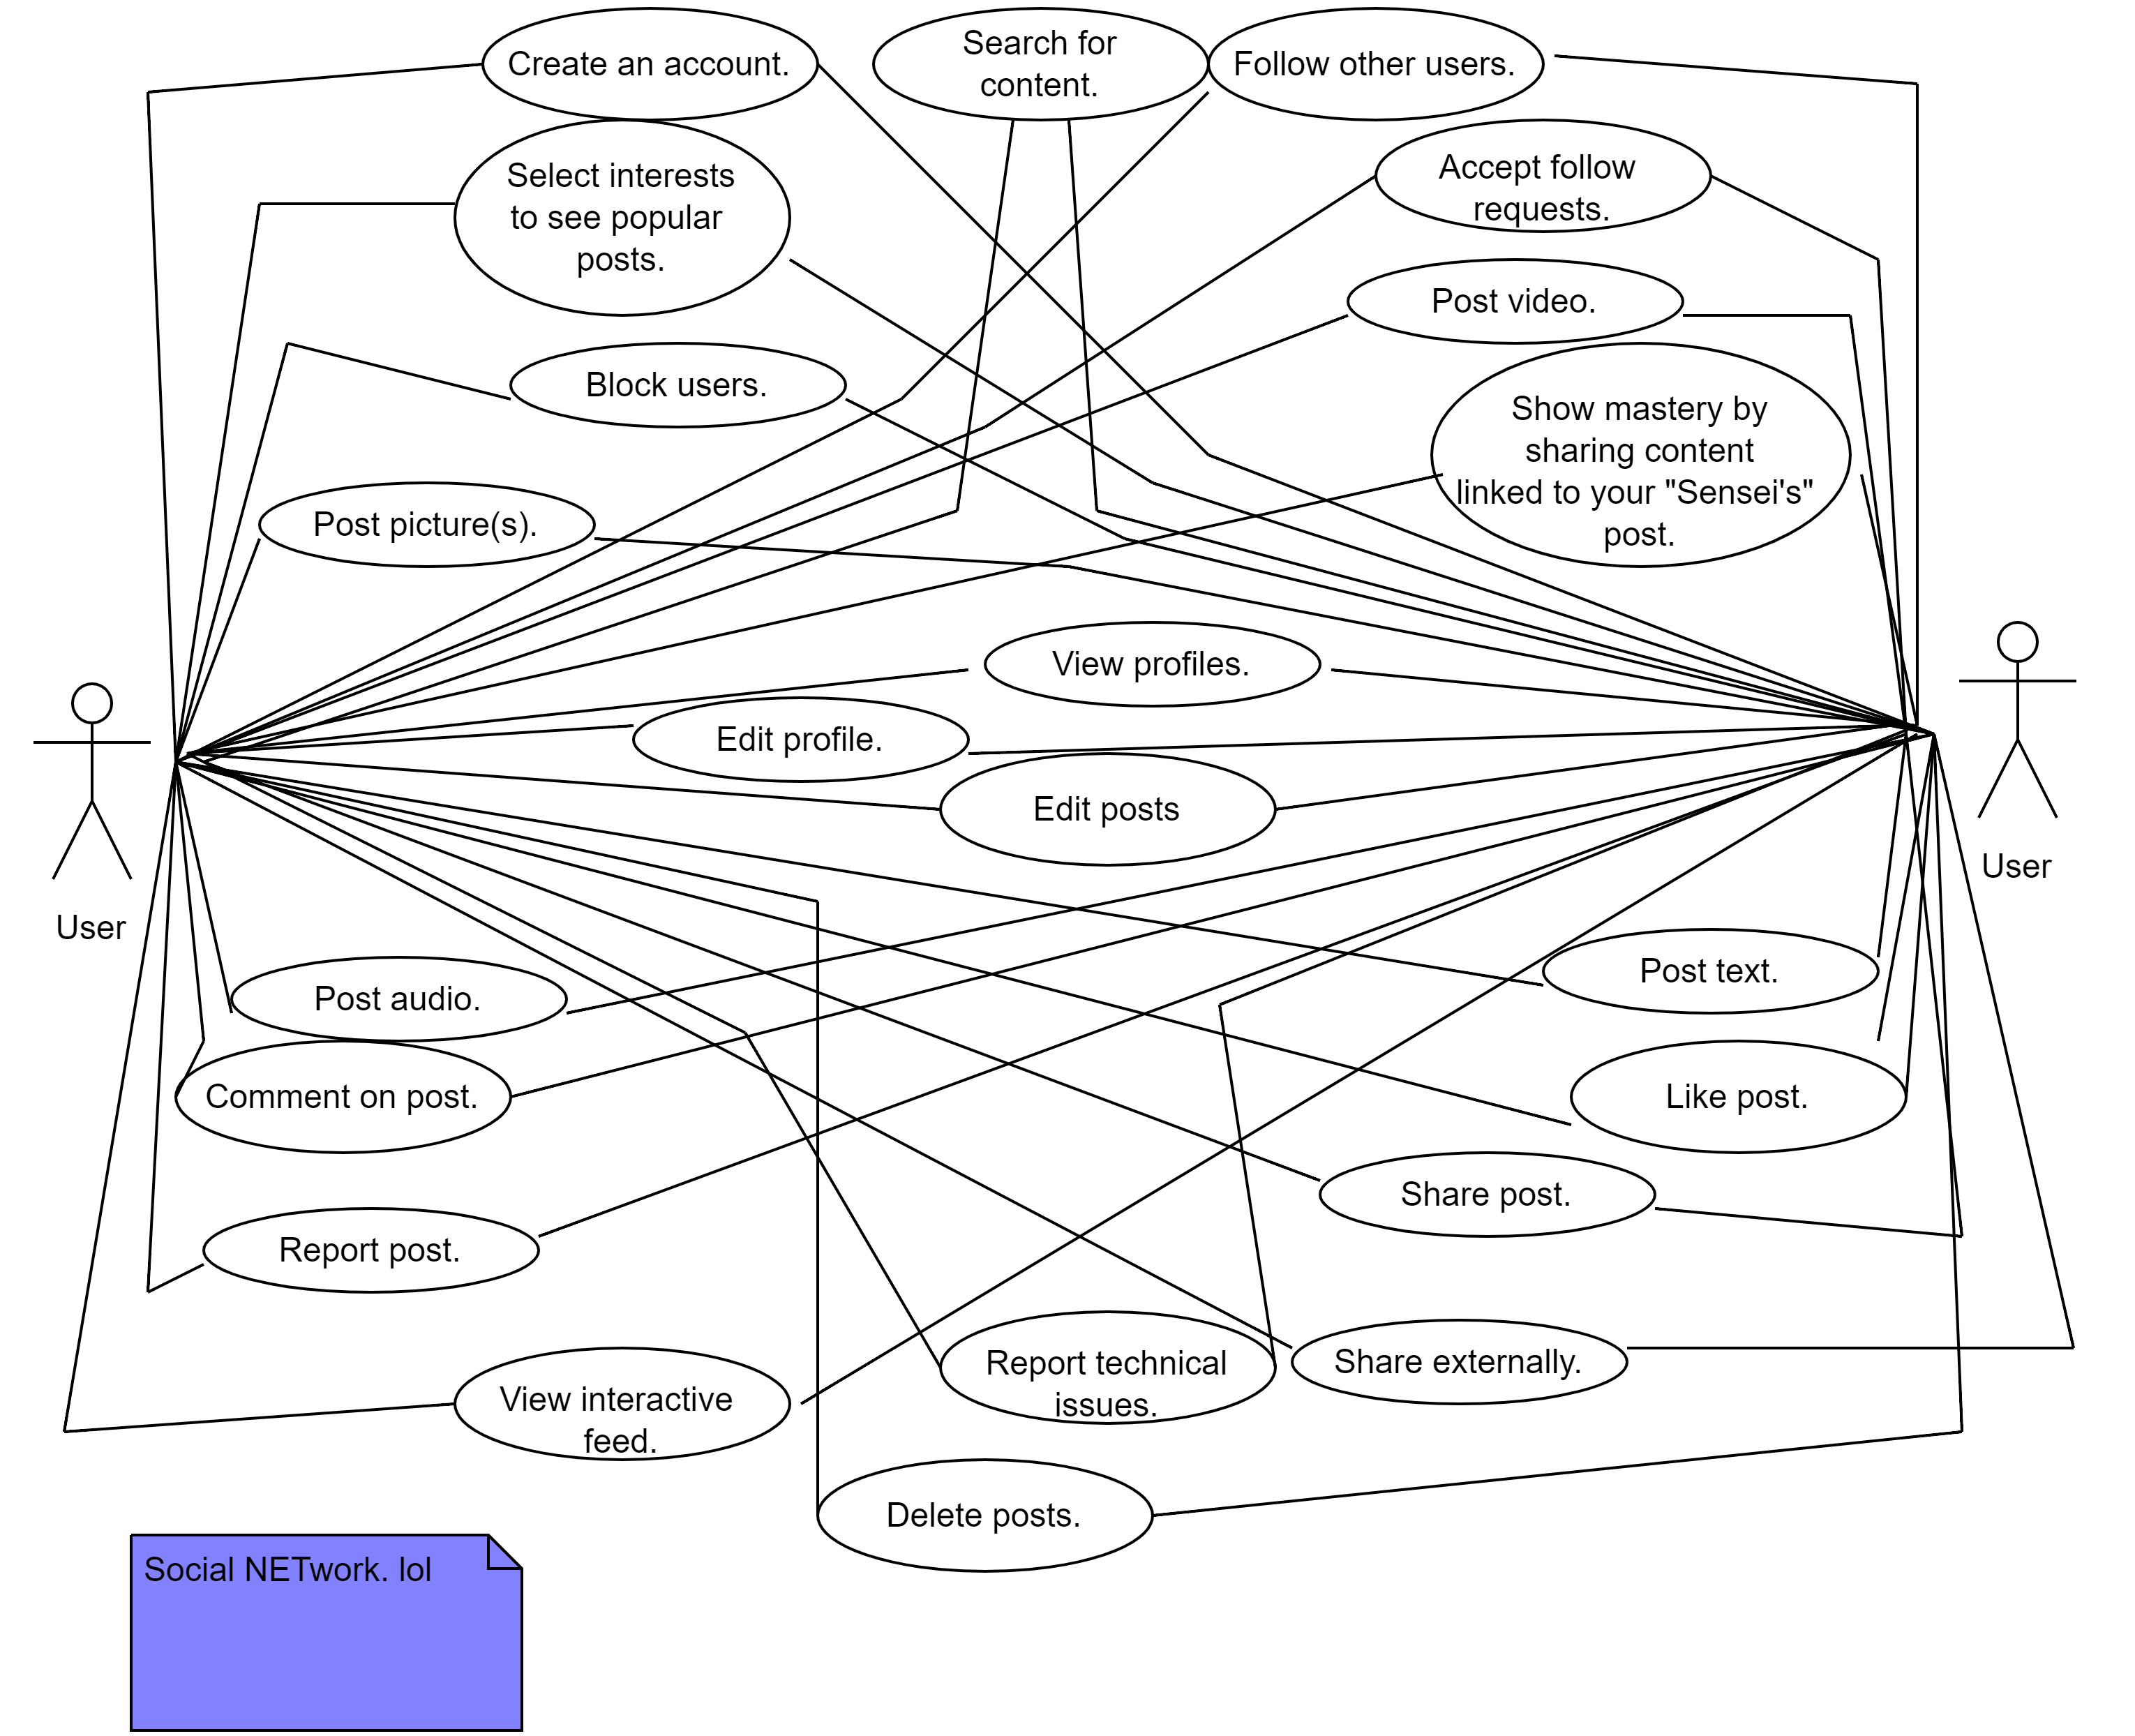 Create an account.
Search for
content.
Follow other users.
Select interests
to see popular
posts.
Accept follow
requests.
Post video.
Block users.
Show mastery by
sharing content
linked to your "Sensei's"
post.
Post picture(s).
View profiles.
Edit profile.
Edit posts
User
User
Post audio.
Post text.
Comment on post.
Like post.
Share post.
Report post.
Report technical
issues.
Share externally.
View interactive
feed.
Delete posts.
Social NETwork. lol